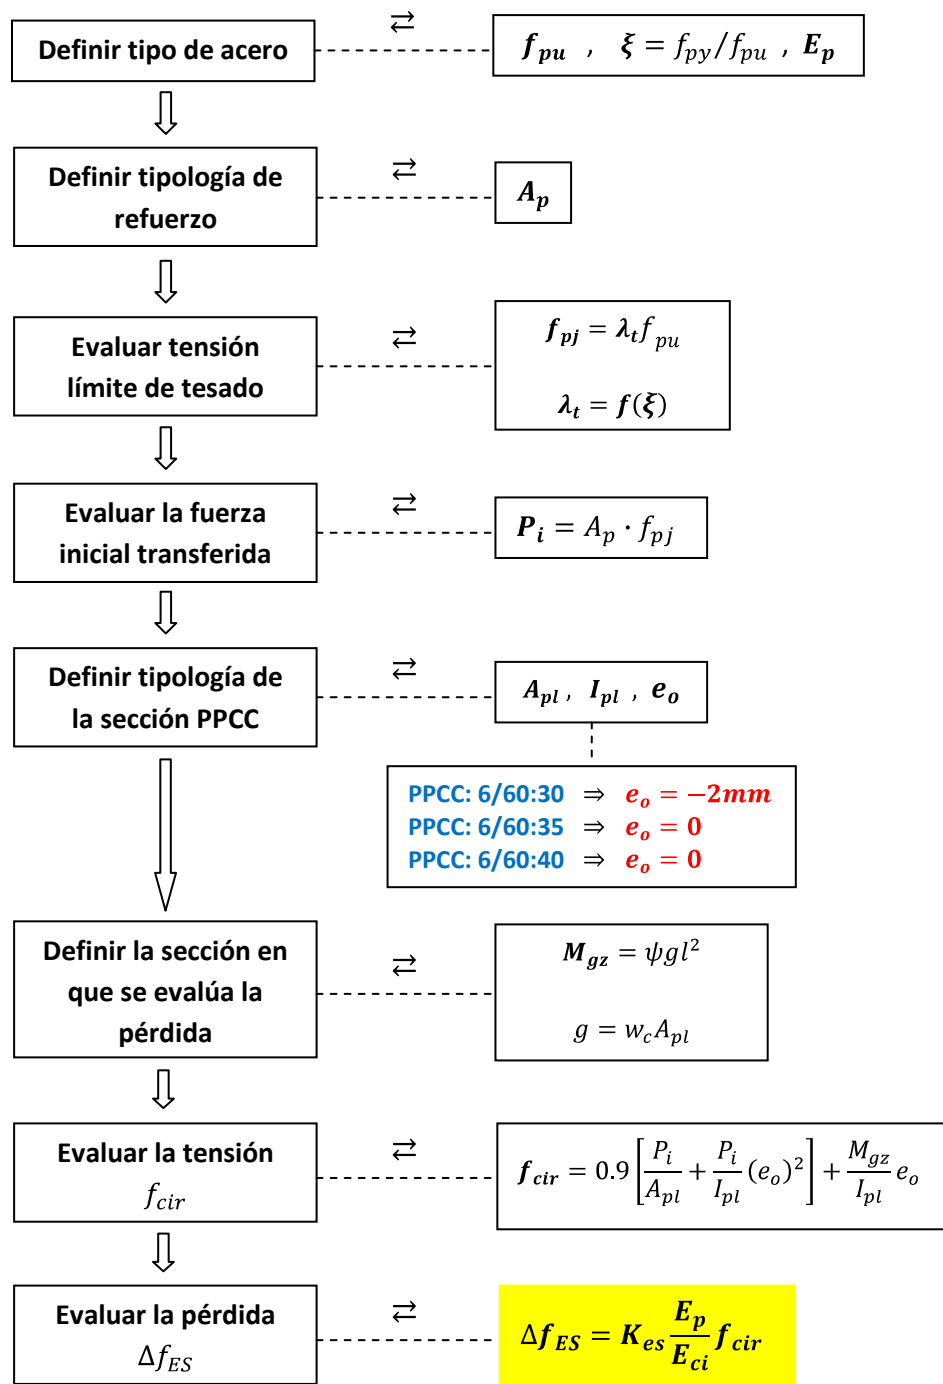 Definir tipo de acero
⇄
f_pu , ξ = f_py/f_pu , E_p
Definir tipología de
refuerzo
⇄
A_p
Evaluar tensión
límite de tesado
⇄
f_pj = λ_t f_pu
λ_t = f(ξ)
Evaluar la fuerza
inicial transferida
⇄
P_i = A_p · f_pj
Definir tipología de
la sección PPCC
⇄
A_pl , I_pl , e_o
PPCC: 6/60:30 ⇒ e_o = −2mm
PPCC: 6/60:35 ⇒ e_o = 0
PPCC: 6/60:40 ⇒ e_o = 0
Definir la sección en
que se evalúa la
pérdida
⇄
M_gz = ψgl²
g = w_c A_pl
Evaluar la tensión
f_cir
⇄
f_cir = 0.9 [P_i/A_pl + P_i/I_pl (e_o)²] + M_gz/I_pl e_o
Evaluar la pérdida
Δf_ES
⇄
Δf_ES = K_es E_p/E_ci f_cir